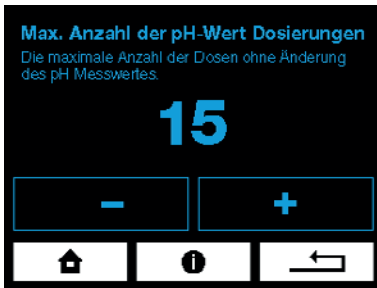 Max. Anzahl der pH-Wert Dosierungen
Die maximale Anzahl der Dosen ohne Änderung
des pH Messwertes.
15
- +
i